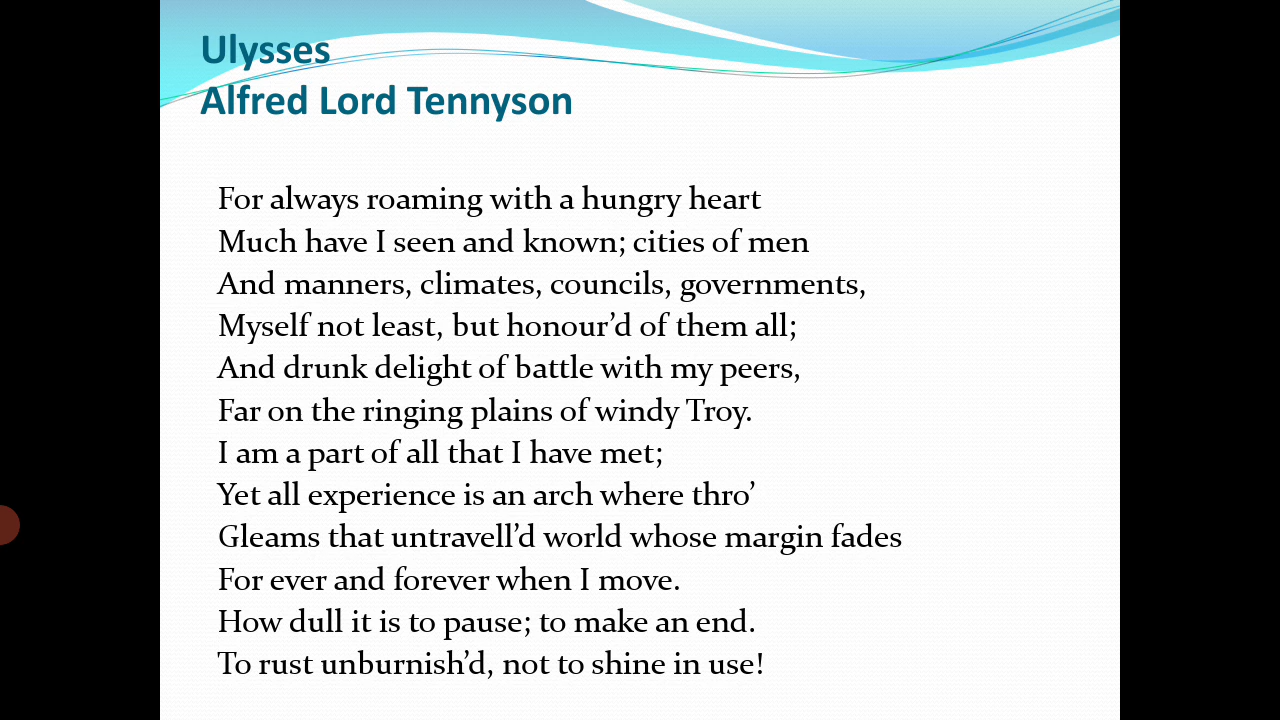 Ulysses
Alfred Lord Tennyson
For always roaming with a hungry heart
Much have I seen and known; cities of men
And manners, climates, councils, governments,
Myself not least, but honour’d of them all;
And drunk delight of battle with my peers,
Far on the ringing plains of windy Troy.
I am a part of all that I have met;
Yet all experience is an arch where thro’
Gleams that untravell’d world whose margin fades
For ever and forever when I move.
How dull it is to pause; to make an end.
To rust unburnish’d, not to shine in use!